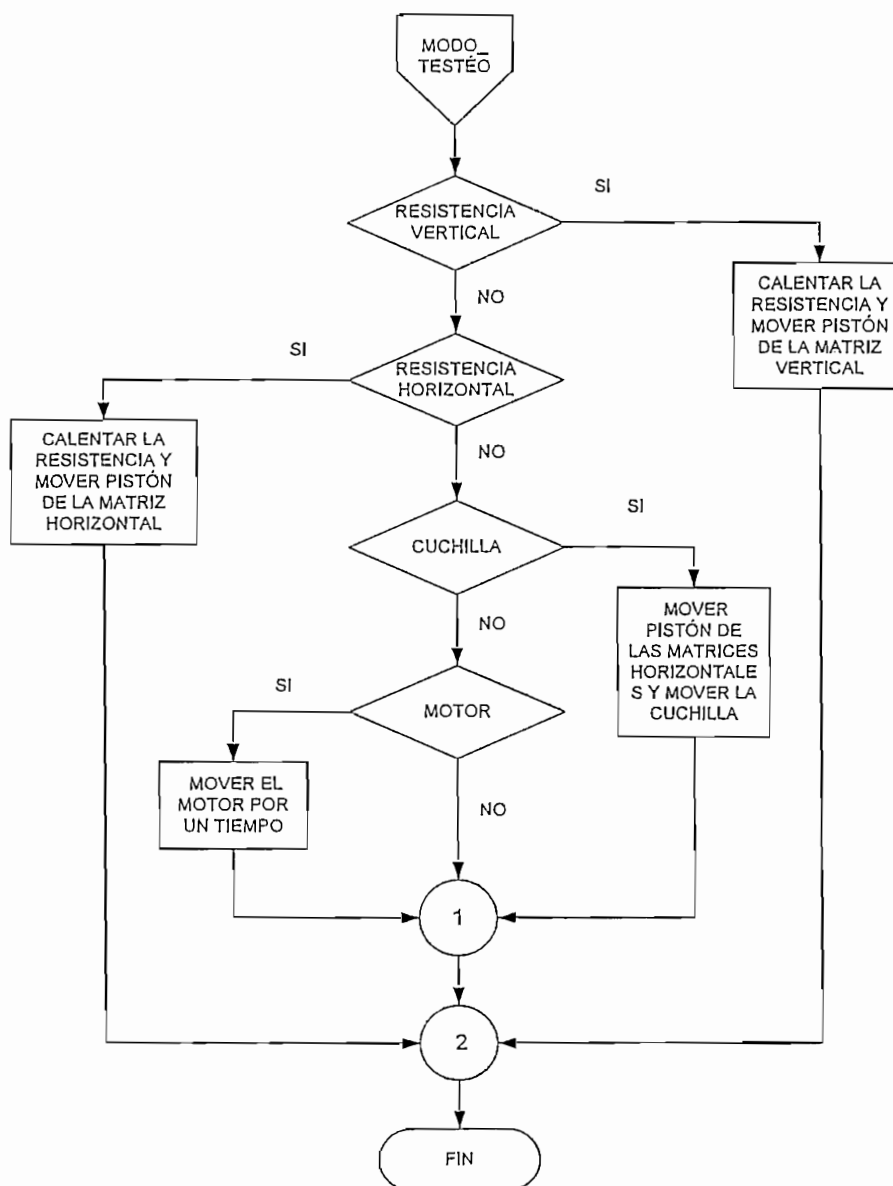 MODO_
TESTÉO
SI
RESISTENCIA
VERTICAL
NO
CALENTAR LA
RESISTENCIA Y
MOVER PISTÓN
DE LA MATRIZ
VERTICAL
SI
RESISTENCIA
HORIZONTAL
NO
CALENTAR LA
RESISTENCIA Y
MOVER PISTÓN
DE LA MATRIZ
HORIZONTAL
SI
CUCHILLA
NO
MOVER
PISTÓN DE
LAS MATRICES
HORIZONTALE
S Y MOVER LA
CUCHILLA
SI
MOTOR
NO
MOVER EL
MOTOR POR
UN TIEMPO
1
2
FIN